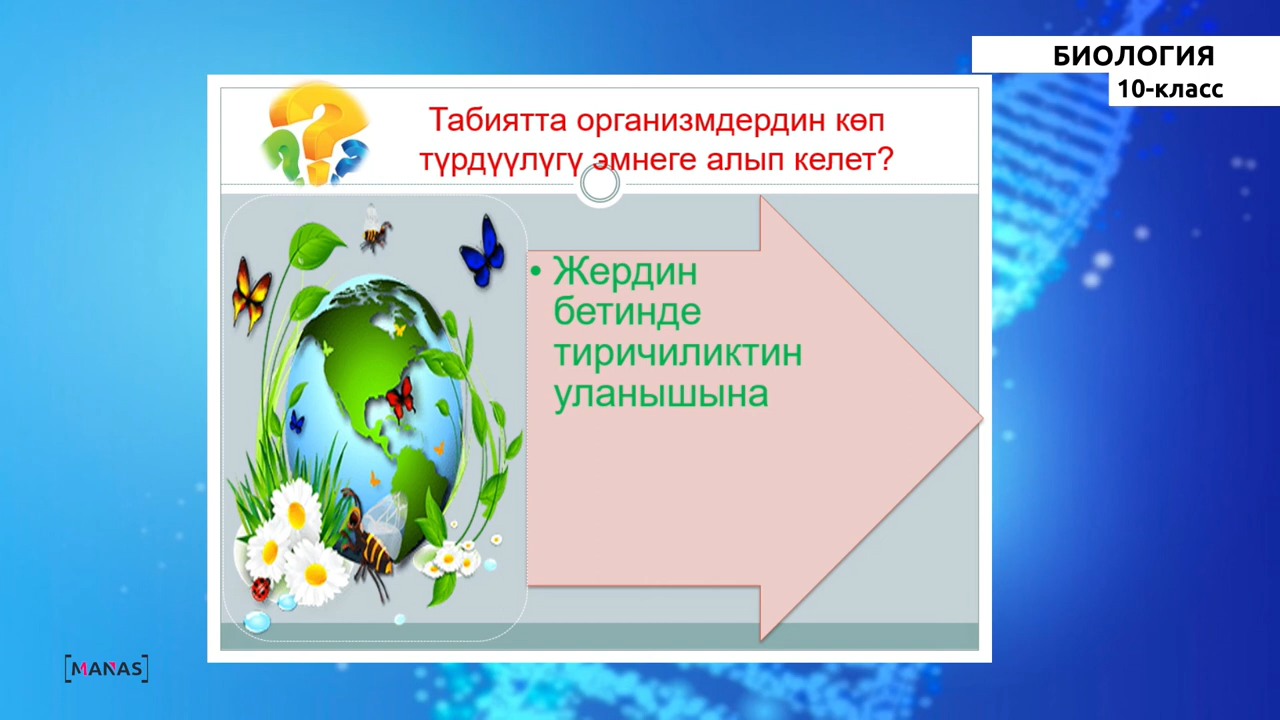 БИОЛОГИЯ
10-класс
Табиятта организмдердин көп
түрдүүлүгү эмнеге алып келет?
• Жердин
бетинде
тиричиликтин
уланышына
[MANAS]